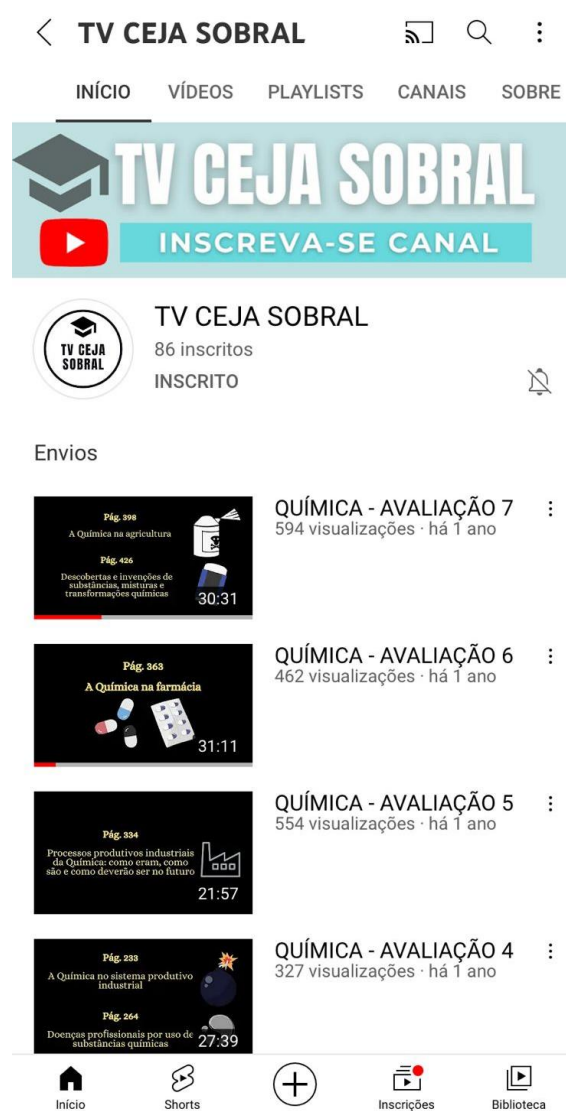 TV CEJA SOBRAL
INÍCIO VÍDEOS PLAYLISTS CANAIS SOBRE
TV CEJA SOBRAL
INSCREVA-SE CANAL
TV CEJA
SOBRAL
TV CEJA SOBRAL
86 inscritos
INSCRITO
Envios
Pág. 398
A Química na agricultura
Pág. 426
Descobertas e invenções de
substâncias, misturas e
transformações químicas
30:31
QUÍMICA - AVALIAÇÃO 7
594 visualizações · há 1 ano
Pág. 363
A Química na farmácia
31:11
QUÍMICA - AVALIAÇÃO 6
462 visualizações · há 1 ano
Pág. 334
Processos produtivos industriais
da Química: como eram, como
são e como deverão ser no futuro
21:57
QUÍMICA - AVALIAÇÃO 5
554 visualizações · há 1 ano
Pág. 233
A Química no sistema produtivo
industrial
Pág. 264
Doenças profissionais por uso de
substâncias químicas
27:39
QUÍMICA - AVALIAÇÃO 4
327 visualizações · há 1 ano
Início Shorts Inscrições Biblioteca